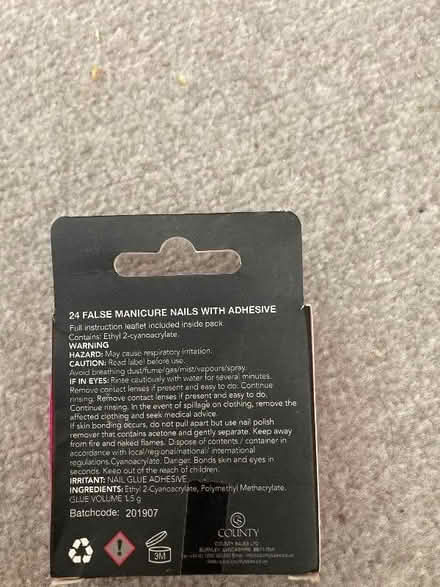 24 FALSE MANICURE NAILS WITH ADHESIVE
Full instruction leaflet included inside pack
Contains: Ethyl 2-cyanoacrylate.
WARNING
HAZARD: May cause respiratory irritation.
CAUTION: Read label before use.
Avoid breathing dust/fume/gas/mist/vapours/spray.
IF IN EYES: Rinse cautiously with water for several minutes.
Remove contact lenses if present and easy to do. Continue
rinsing. Remove contact lenses if present and easy to do.
Continue rinsing. In the event of spillage on clothing, remove the
affected clothing and seek medical advice.
If skin bonding occurs, do not pull apart but use nail polish
remover that contains acetone and gently separate. Keep away
from fire and naked flames. Dispose of contents / container in
accordance with local/regional/national/ international
regulations.Cyanoacrylate. Danger. Bonds skin and eyes in
seconds. Keep out of the reach of children.
IRRITANT: NAIL GLUE ADHESIVE
INGREDIENTS: Ethyl 2-Cyanoacrylate, Polymethyl Methacrylate.
GLUE VOLUME 1.5 g
Batchcode: 201907
3M
COUNTY
COUNTY SALES LTD
BURNLEY, LANCASHIRE